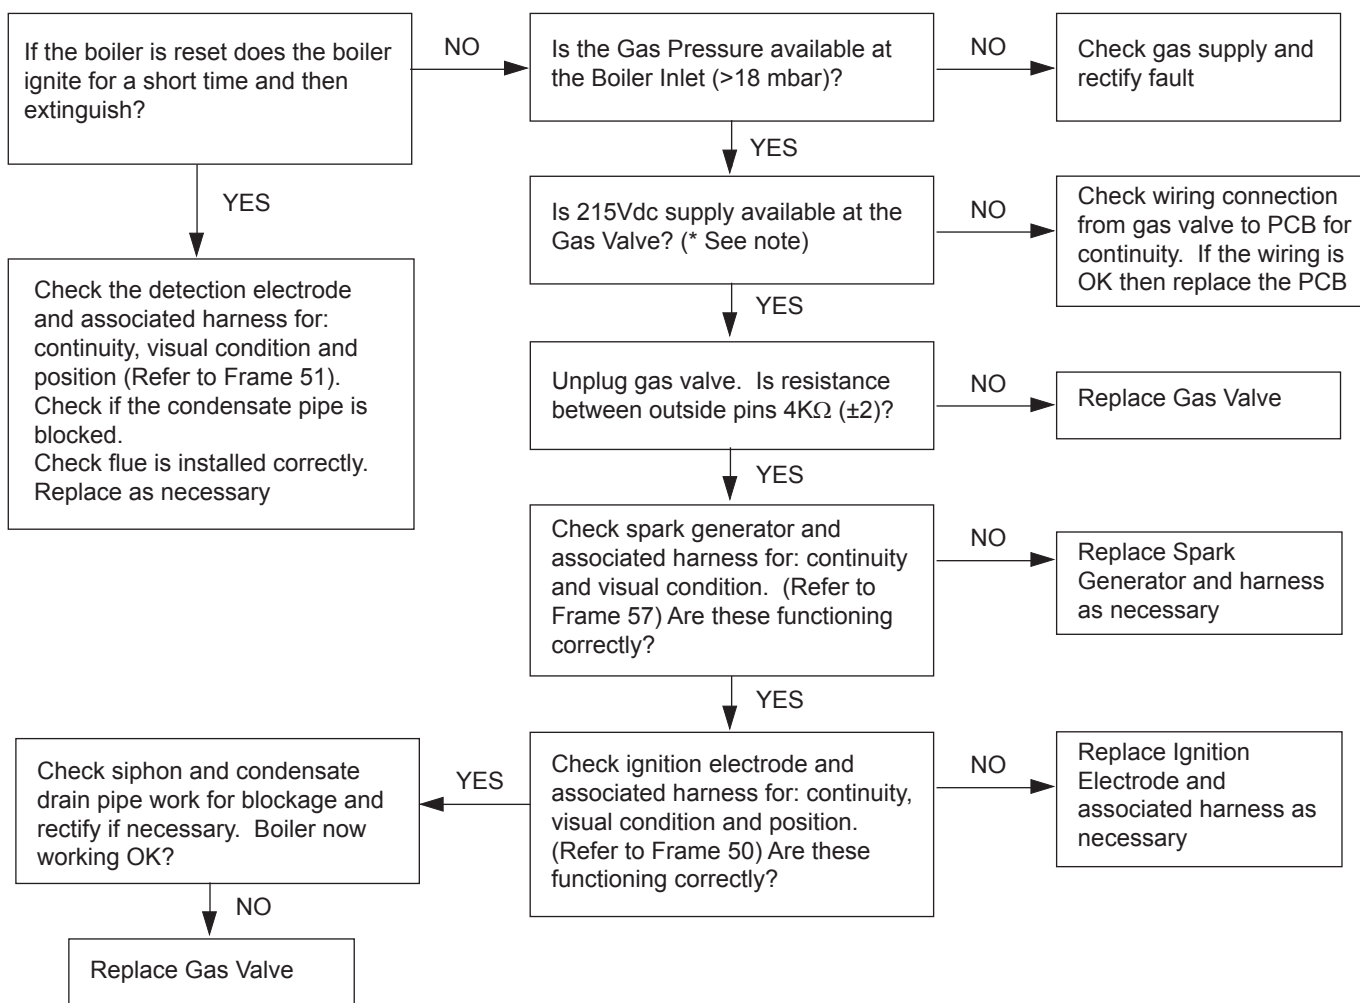 If the boiler is reset does the boiler
ignite for a short time and then
extinguish?
NO
Is the Gas Pressure available at
the Boiler Inlet (>18 mbar)?
NO
Check gas supply and
rectify fault
YES
YES
Check the detection electrode
and associated harness for:
continuity, visual condition and
position (Refer to Frame 51).
Check if the condensate pipe is
blocked.
Check flue is installed correctly.
Replace as necessary
Is 215Vdc supply available at the
Gas Valve? (* See note)
NO
Check wiring connection
from gas valve to PCB for
continuity.  If the wiring is
OK then replace the PCB
YES
Unplug gas valve.  Is resistance
between outside pins 4KΩ (±2)?
NO
Replace Gas Valve
YES
Check spark generator and
associated harness for: continuity
and visual condition.  (Refer to
Frame 57) Are these functioning
correctly?
NO
Replace Spark
Generator and harness
as necessary
YES
Check ignition electrode and
associated harness for: continuity,
visual condition and position.
(Refer to Frame 50) Are these
functioning correctly?
NO
Replace Ignition
Electrode and
associated harness as
necessary
YES
Check siphon and condensate
drain pipe work for blockage and
rectify if necessary.  Boiler now
working OK?
NO
Replace Gas Valve